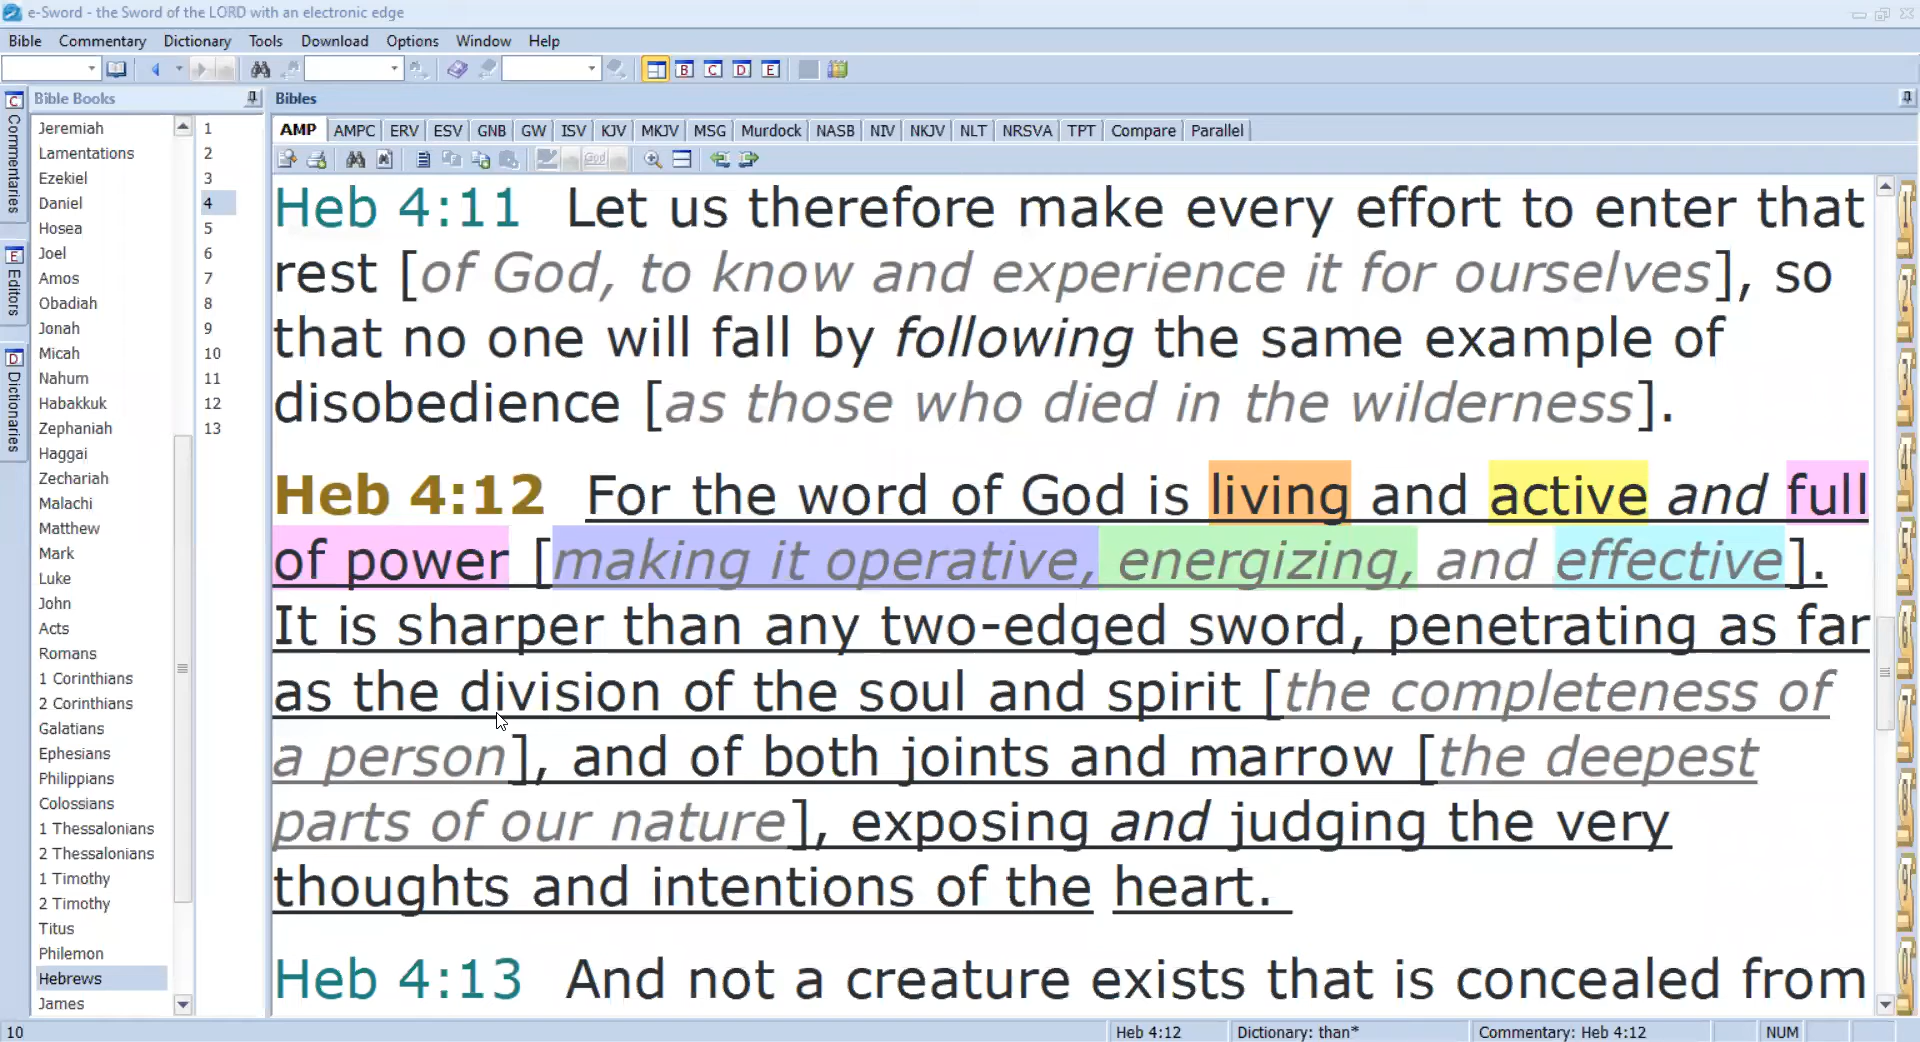 e-Sword - the Sword of the LORD with an electronic edge
Bible Commentary Dictionary Tools Download Options Window Help
B C D E
Bible Books
Bibles
C Commentaries
E Editors
D Dictionaries
Jeremiah
Lamentations
Ezekiel
Daniel
Hosea
Joel
Amos
Obadiah
Jonah
Micah
Nahum
Habakkuk
Zephaniah
Haggai
Zechariah
Malachi
Matthew
Mark
Luke
John
Acts
Romans
1 Corinthians
2 Corinthians
Galatians
Ephesians
Philippians
Colossians
1 Thessalonians
2 Thessalonians
1 Timothy
2 Timothy
Titus
Philemon
Hebrews
James
1
2
3
4
5
6
7
8
9
10
11
12
13
AMP AMPC ERV ESV GNB GW ISV KJV MKJV MSG Murdock NASB NIV NKJV NLT NRSVA TPT Compare Parallel
God
Heb 4:11 Let us therefore make every effort to enter that
rest [of God, to know and experience it for ourselves], so
that no one will fall by following the same example of
disobedience [as those who died in the wilderness].
Heb 4:12 For the word of God is living and active and full
of power [making it operative, energizing, and effective].
It is sharper than any two-edged sword, penetrating as far
as the division of the soul and spirit [the completeness of
a person], and of both joints and marrow [the deepest
parts of our nature], exposing and judging the very
thoughts and intentions of the heart.
Heb 4:13 And not a creature exists that is concealed from
10
Heb 4:12
Dictionary: than*
Commentary: Heb 4:12
NUM